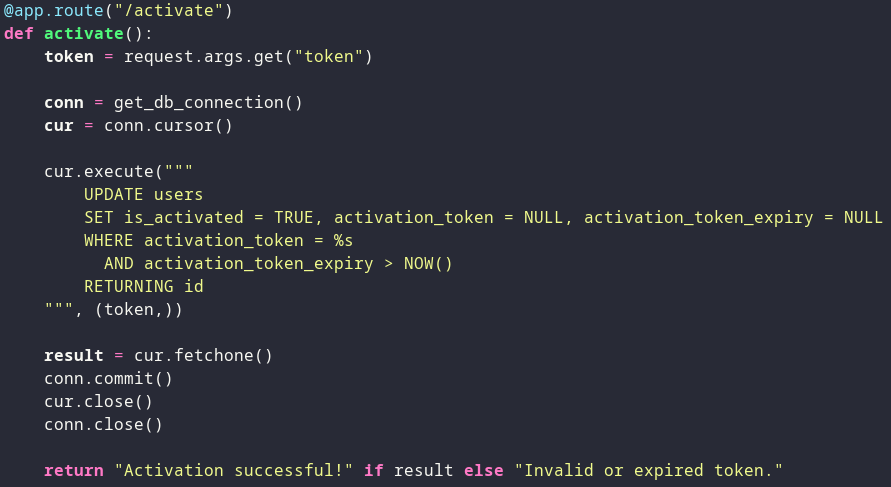 @app.route("/activate")
def activate():
    token = request.args.get("token")

    conn = get_db_connection()
    cur = conn.cursor()

    cur.execute("""
        UPDATE users
        SET is_activated = TRUE, activation_token = NULL, activation_token_expiry = NULL
        WHERE activation_token = %s
          AND activation_token_expiry > NOW()
        RETURNING id
    """, (token,))

    result = cur.fetchone()
    conn.commit()
    cur.close()
    conn.close()

    return "Activation successful!" if result else "Invalid or expired token."